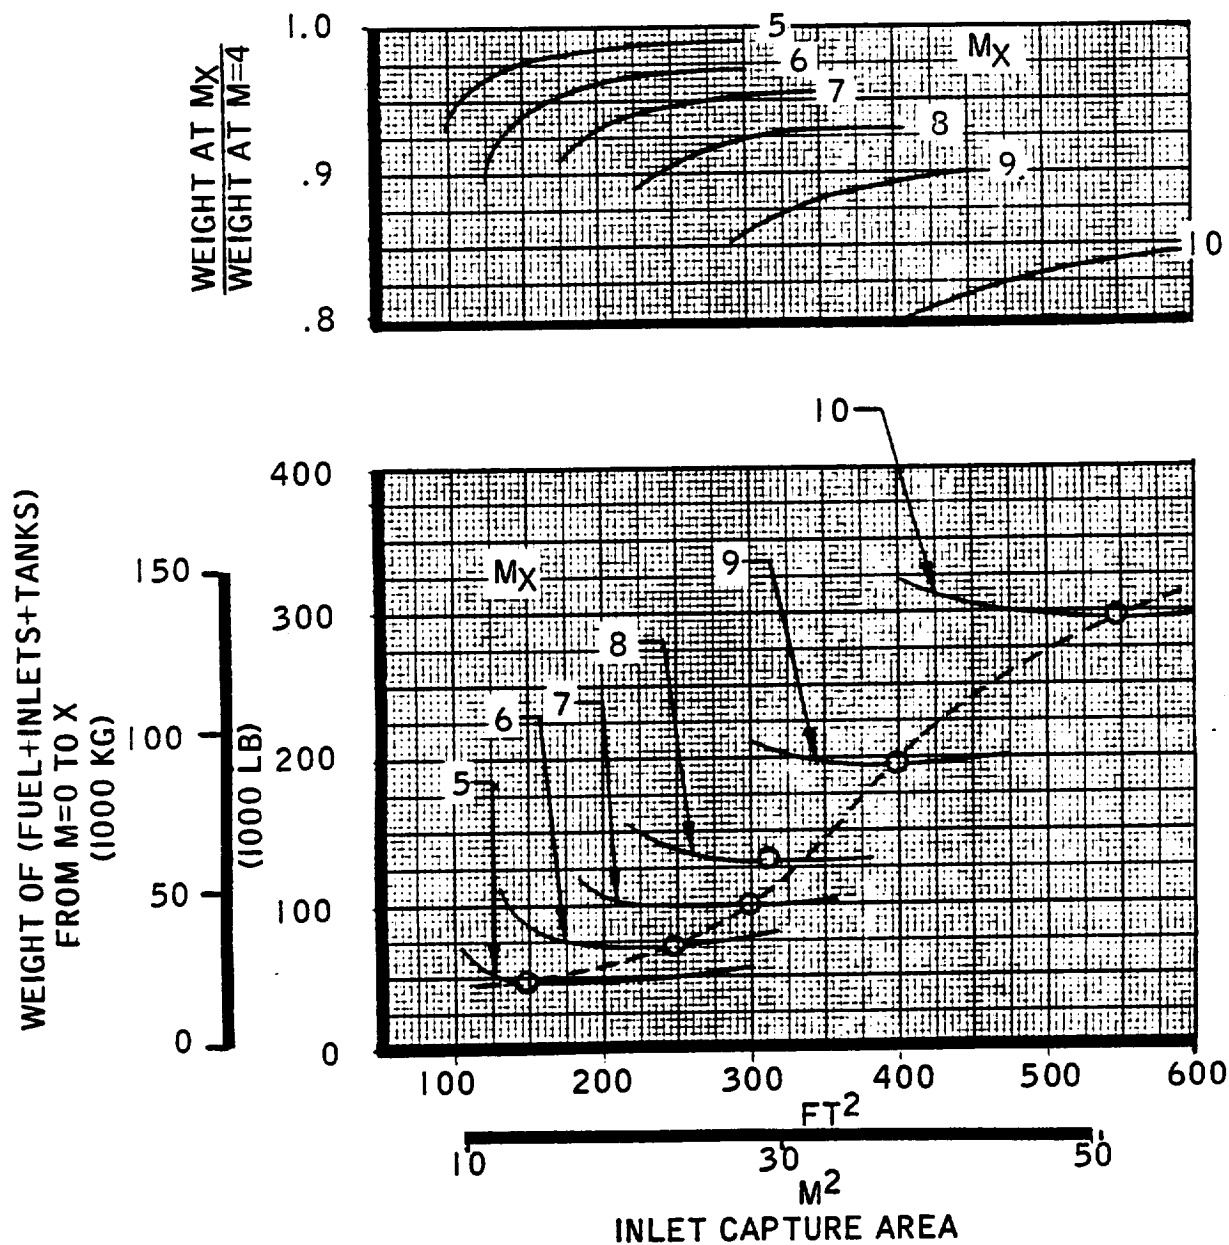 WEIGHT AT MX
WEIGHT AT M=4
1.0
.9
.8
MX
5
6
7
8
9
10
WEIGHT OF (FUEL+INLETS+TANKS)
FROM M=0 TO X
(1000 KG)
150
100
50
0
(1000 LB)
400
300
200
100
0
MX
5
6
7
8
9
10
100 200 300 400 500 600
FT2
10 30 50
M2
INLET CAPTURE AREA